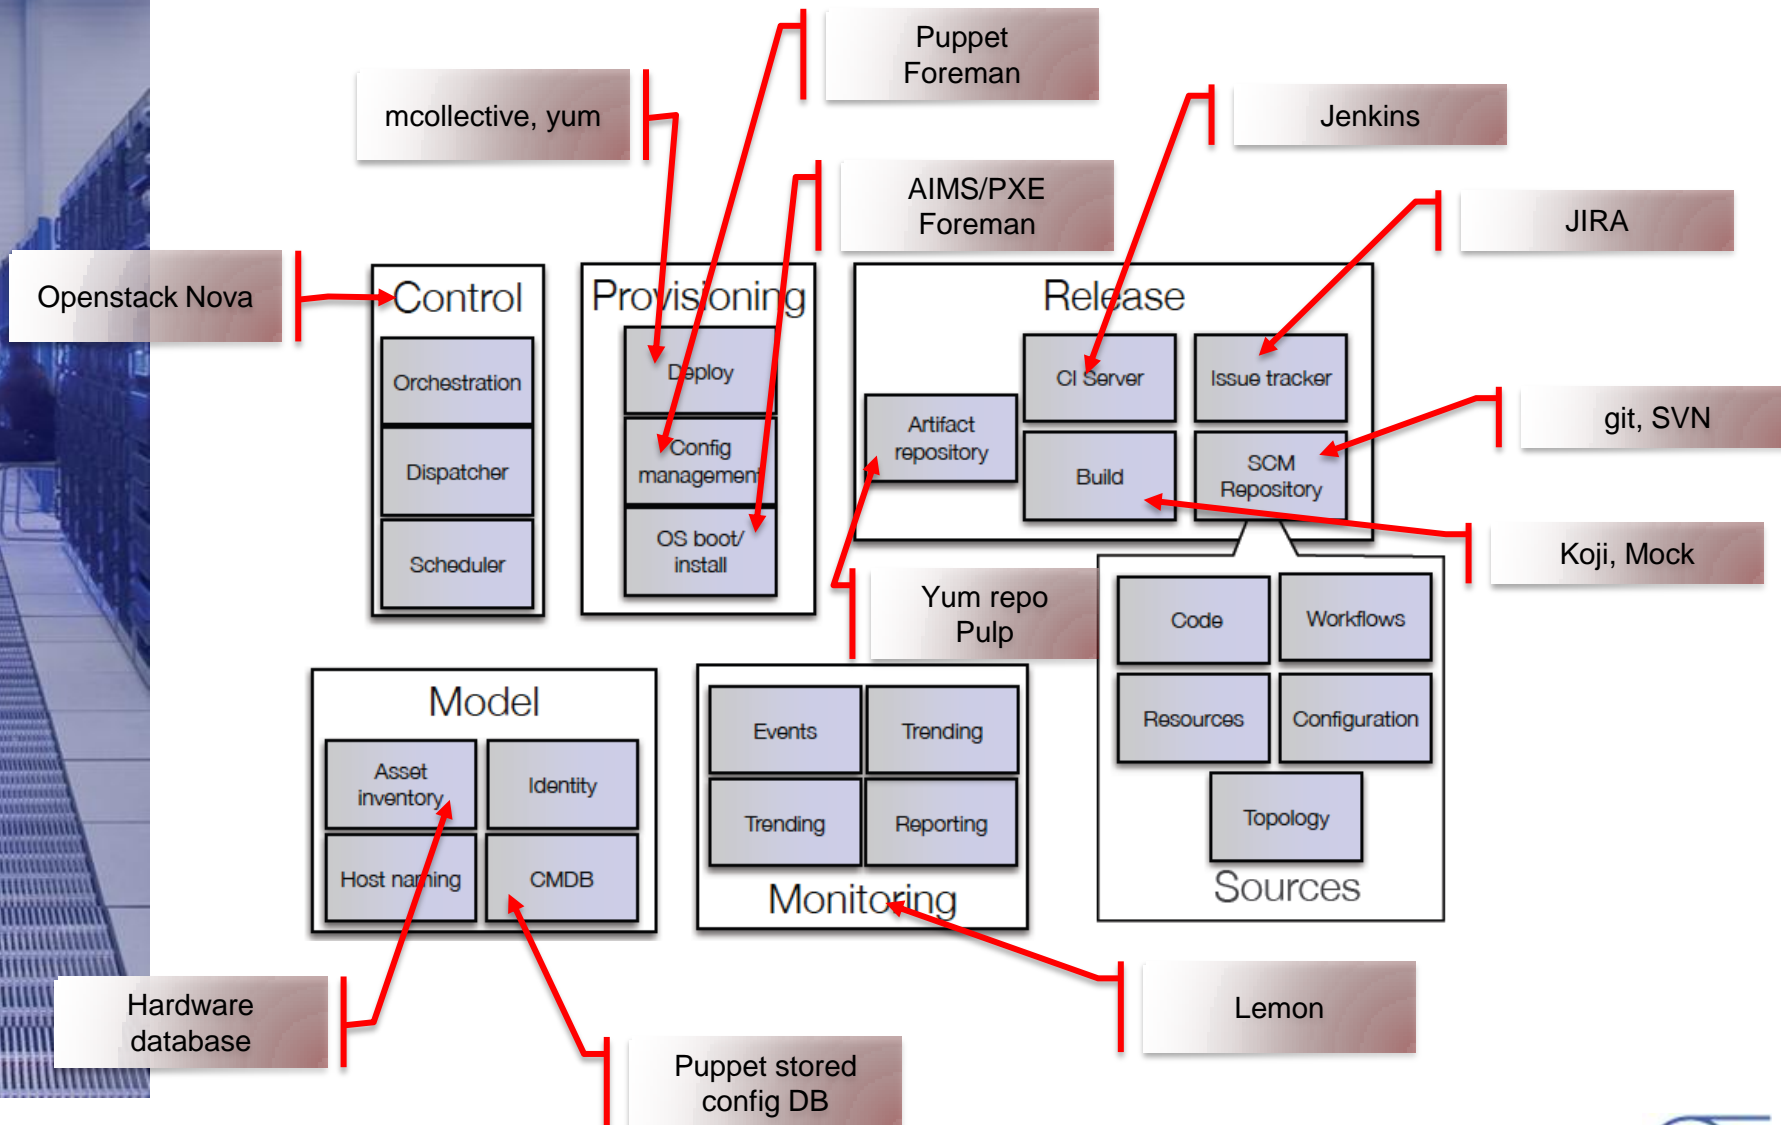 Puppet
Foreman
mcollective, yum
Jenkins
AIMS/PXE
Foreman
JIRA
Openstack Nova
Control
Orchestration
Dispatcher
Scheduler
Provisioning
Deploy
Config
management
OS boot/
install
Release
CI Server
Issue tracker
Artifact
repository
Build
SCM
Repository
git, SVN
Koji, Mock
Yum repo
Pulp
Code
Workflows
Resources
Configuration
Topology
Sources
Model
Asset
inventory
Identity
Host naming
CMDB
Events
Trending
Trending
Reporting
Monitoring
Hardware
database
Puppet stored
config DB
Lemon